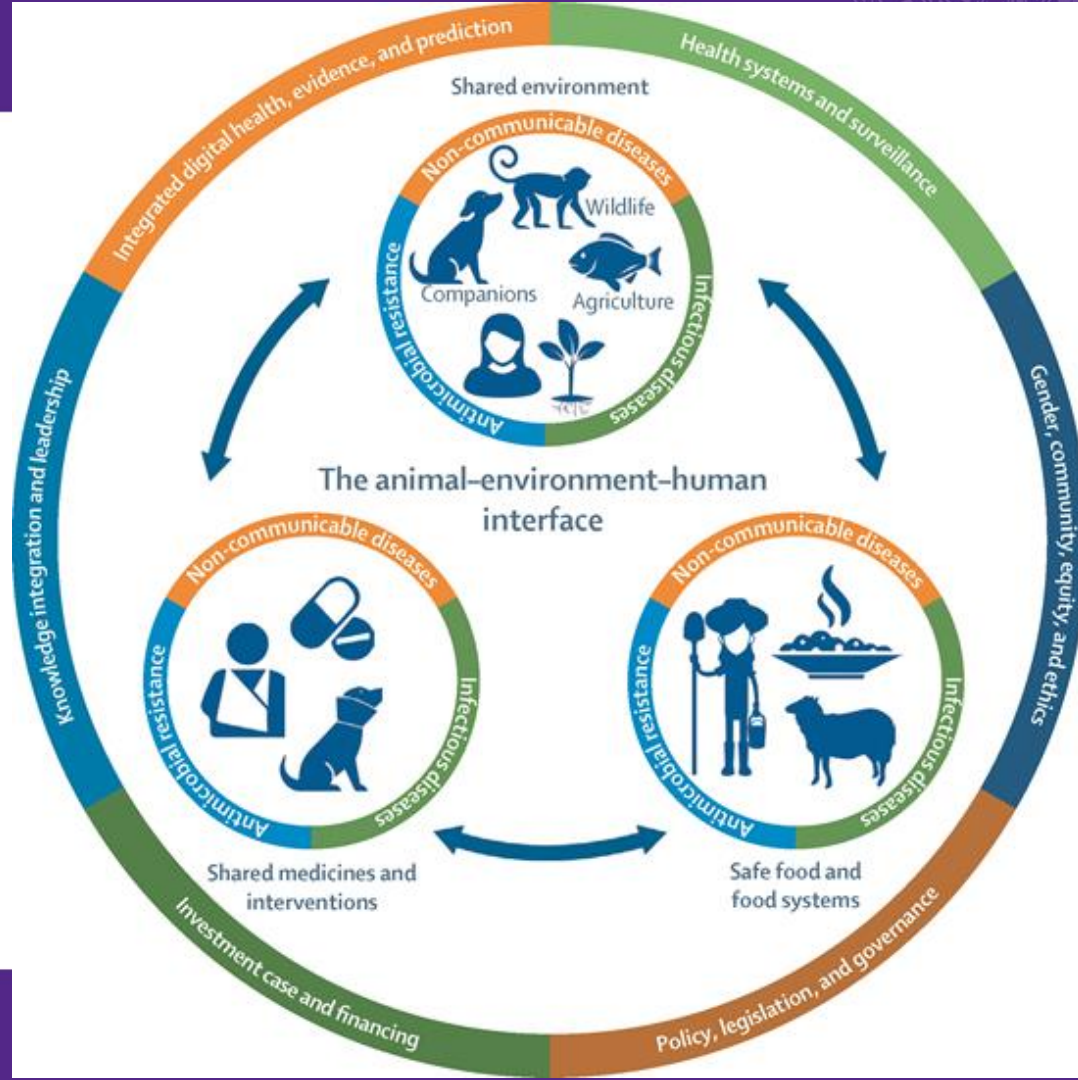 Integrated digital health, evidence, and prediction
Health systems and surveillance
Gender, community, equity, and ethics
Policy, legislation, and governance
Investment case and financing
Knowledge integration and leadership
Shared environment
Non-communicable diseases
Infectious diseases
Antimicrobial resistance
Wildlife
Companions
Agriculture
The animal–environment–human
interface
Non-communicable diseases
Infectious diseases
Antimicrobial resistance
Shared medicines and
interventions
Non-communicable diseases
Infectious diseases
Antimicrobial resistance
Safe food and
food systems